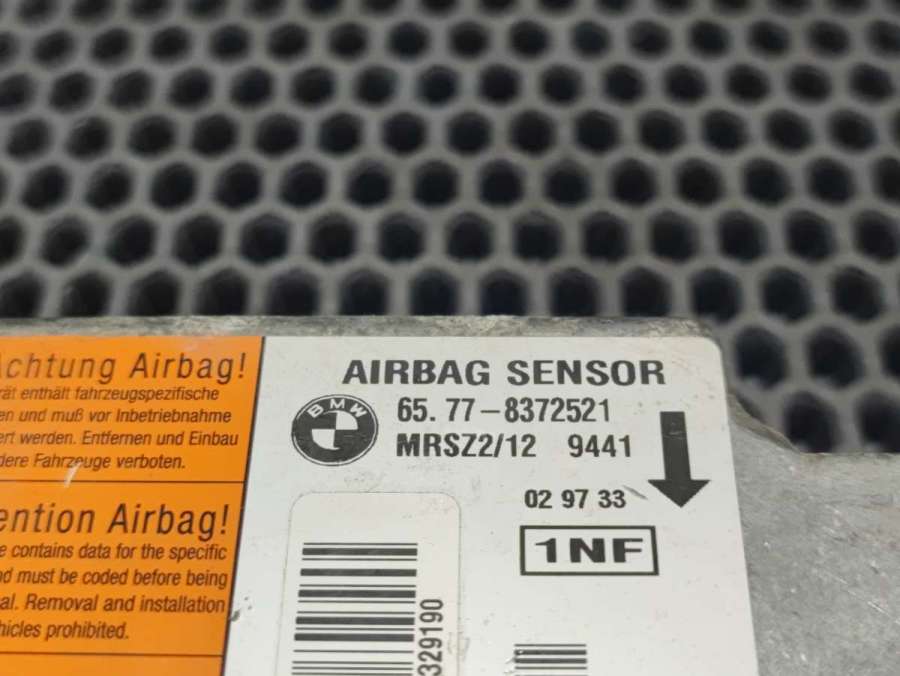 Achtung Airbag!
rät enthält fahrzeugspezifische
en und muß vor Inbetriebnahme
ert werden. Entfernen und Einbau
dere Fahrzeuge verboten.
ention Airbag!
e contains data for the specific
nd must be coded before being
al. Removal and installation
hicles prohibited.
AIRBAG SENSOR
BMW
65.77-8372521
MRSZ2/12 9441
02 97 33
1NF
329190